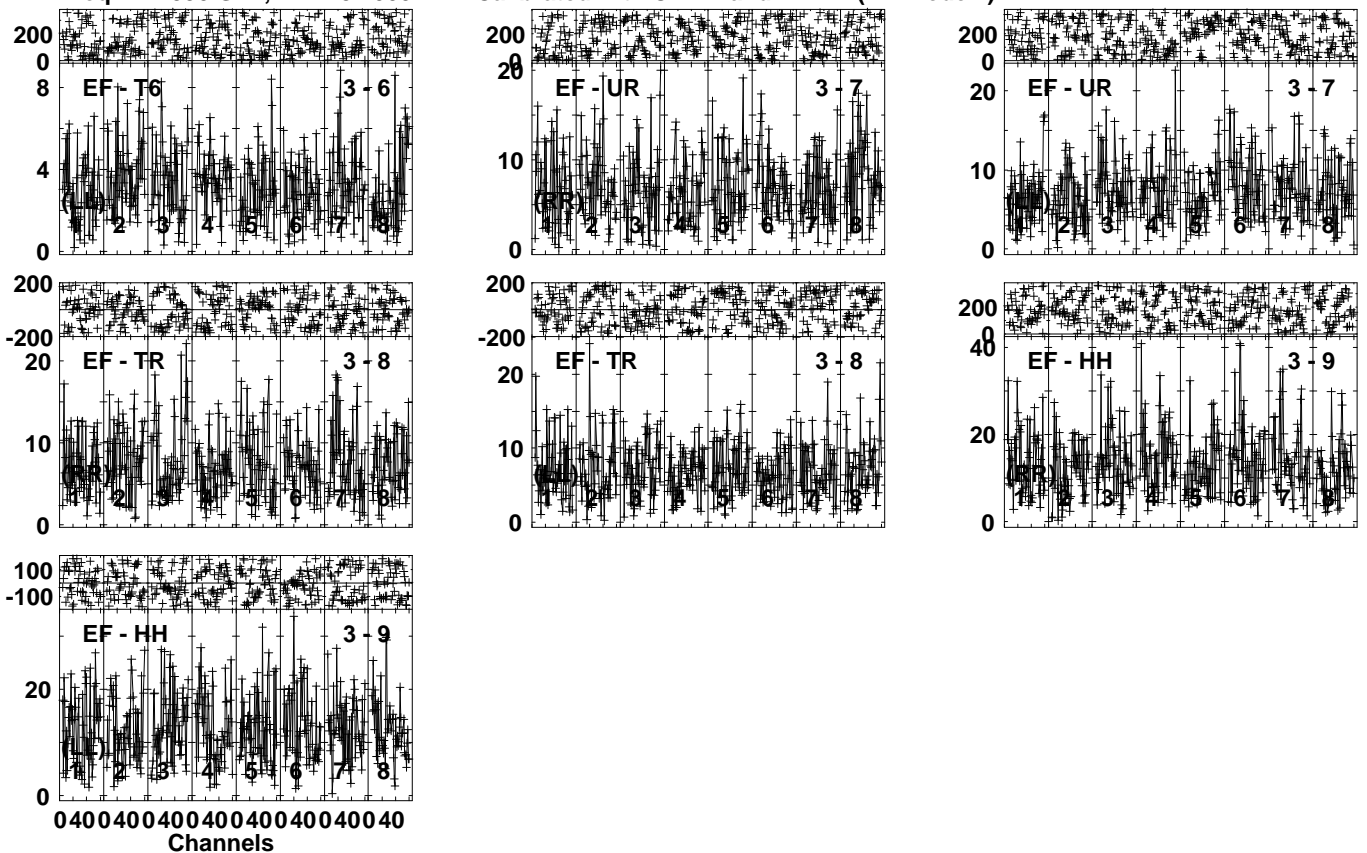 200 200 200
0 0 0
8 20 20
EF - T6 3 - 6 EF - UR 3 - 7 EF - UR 3 - 7
4 10 10
(LL) (RR) (LL)
1 2 3 4 5 6 7 8 1 2 3 4 5 6 7 8 1 2 3 4 5 6 7 8
0 0 0
200 200 200
-200 -200 0
20 20 40
EF - TR 3 - 8 EF - TR 3 - 8 EF - HH 3 - 9
10 10 20
(RR) (LL) (RR)
1 2 3 4 5 6 7 8 1 2 3 4 5 6 7 8 1 2 3 4 5 6 7 8
0 0 0
100
-100
EF - HH 3 - 9
20
(LL)
1 2 3 4 5 6 7 8
0
0 40 0 40 0 40 0 40 0 40 0 40 0 40 0 40
Channels